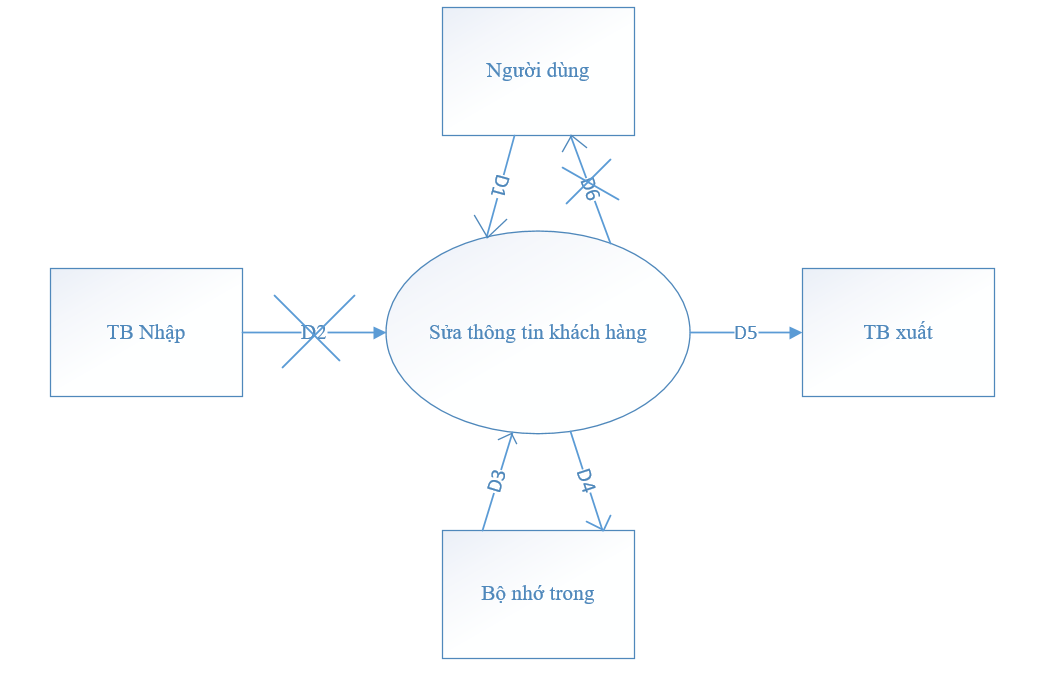 Người dùng
D1
D6
TB Nhập
D2
Sửa thông tin khách hàng
D5
TB xuất
D3
D4
Bộ nhớ trong